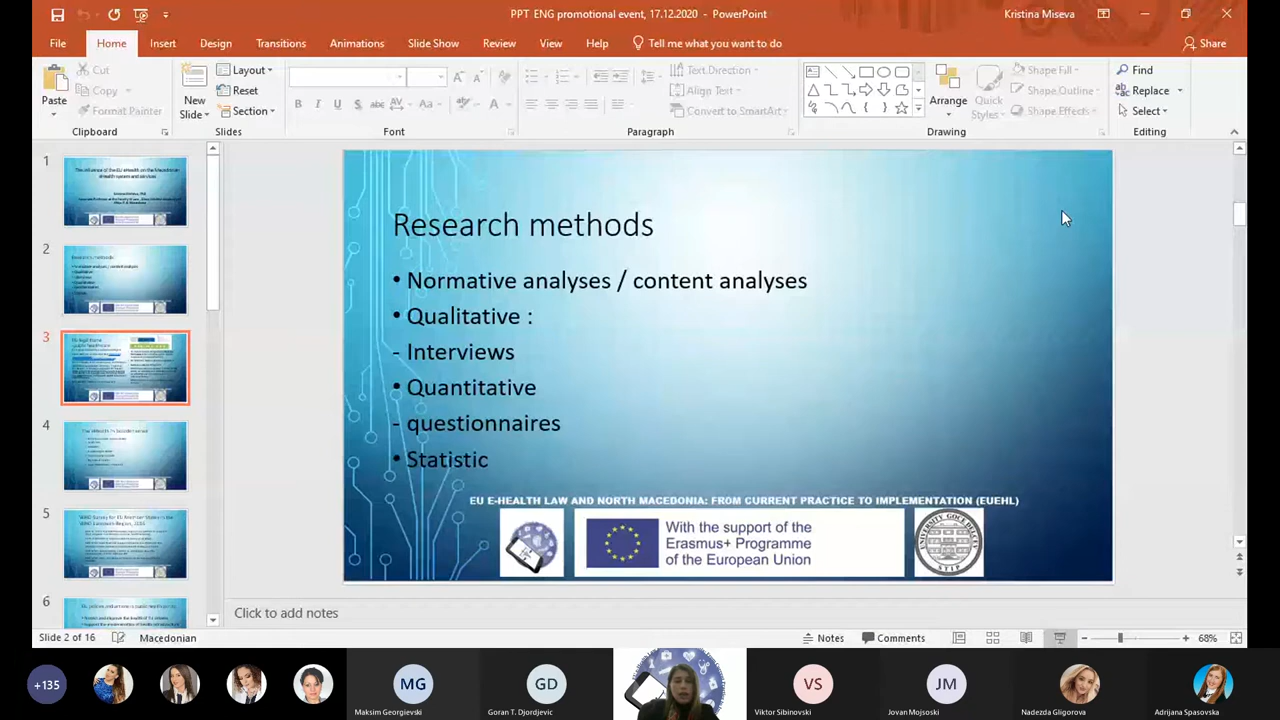 PPT ENG promotional event, 17.12.2020 - PowerPoint
Kristina Miseva
File Home Insert Design Transitions Animations Slide Show Review View Help Tell me what you want to do Share
Paste
Cut
Copy
Format Painter
Clipboard
New Slide
Layout
Reset
Section
Slides
Font
Text Direction
Align Text
Convert to SmartArt
Paragraph
Arrange
Quick Styles
Shape Fill
Shape Outline
Shape Effects
Drawing
Find
Replace
Select
Editing
1
2
3
4
5
6
Research methods
• Normative analyses / content analyses
• Qualitative :
- Interviews
• Quantitative
- questionnaires
• Statistic
EU E-HEALTH LAW AND NORTH MACEDONIA: FROM CURRENT PRACTICE TO IMPLEMENTATION (EUEHL)
With the support of the
Erasmus+ Programme
of the European Union
Click to add notes
Slide 2 of 16 Macedonian Notes Comments 68%
+135
MG
GD
VS
JM
Maksim Georgievski
Goran T. Djordjevic
Viktor Sibinovski
Jovan Mojsoski
Nadezda Gligorova
Adrijana Spasovska